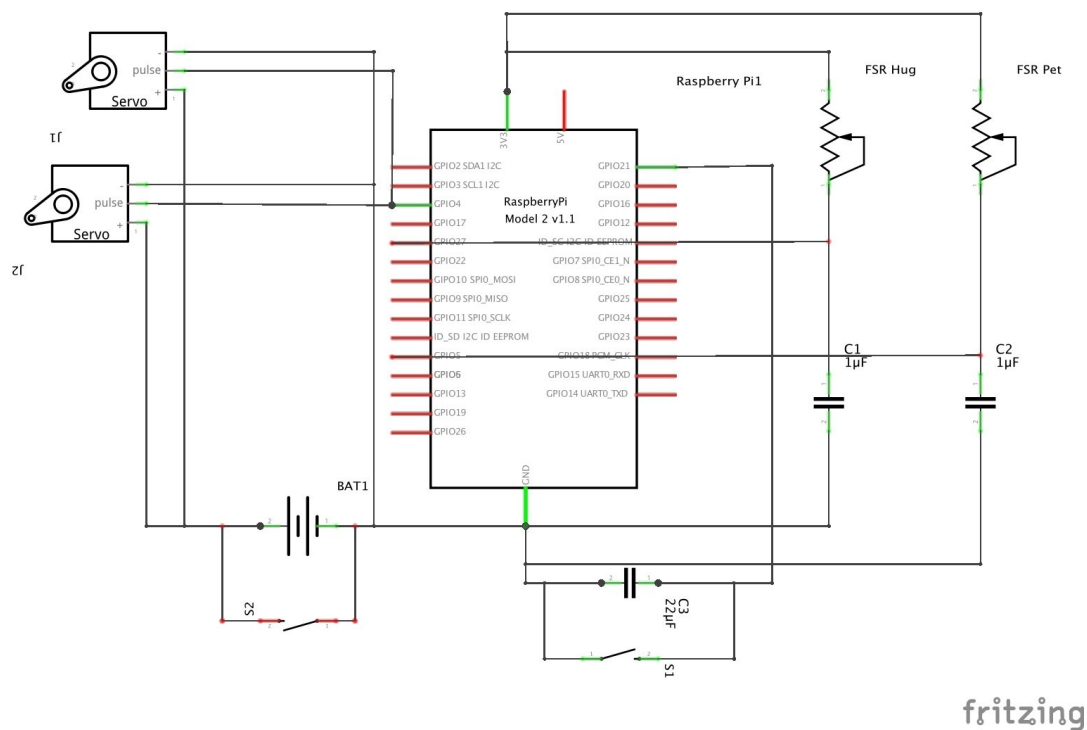 -
pulse
+
Servo
J1
-
pulse
+
Servo
J2
3V3
5V
Raspberry Pi1
FSR Hug
FSR Pet
RaspberryPi
Model 2 v1.1
GPIO2 SDA1 I2C
GPIO3 SCL1 I2C
GPIO4
GPIO17
GPIO27
GPIO22
GIPO10 SPI0_MOSI
GPIO9 SPI0_MISO
GPIO11 SPI0_SCLK
ID_SD I2C ID EEPROM
GPIO5
GPIO6
GPIO13
GPIO19
GPIO26
GPIO21
GPIO20
GPIO16
GPIO12
ID_SC I2C ID EEPROM
GPIO7 SPI0_CE1_N
GPIO8 SPI0_CE0_N
GPIO25
GPIO24
GPIO23
GPIO18 PCM_CLK
GPIO15 UART0_RXD
GPIO14 UART0_TXD
GND
C1
1µF
C2
1µF
BAT1
S2
C3
22µF
S1
fritzing